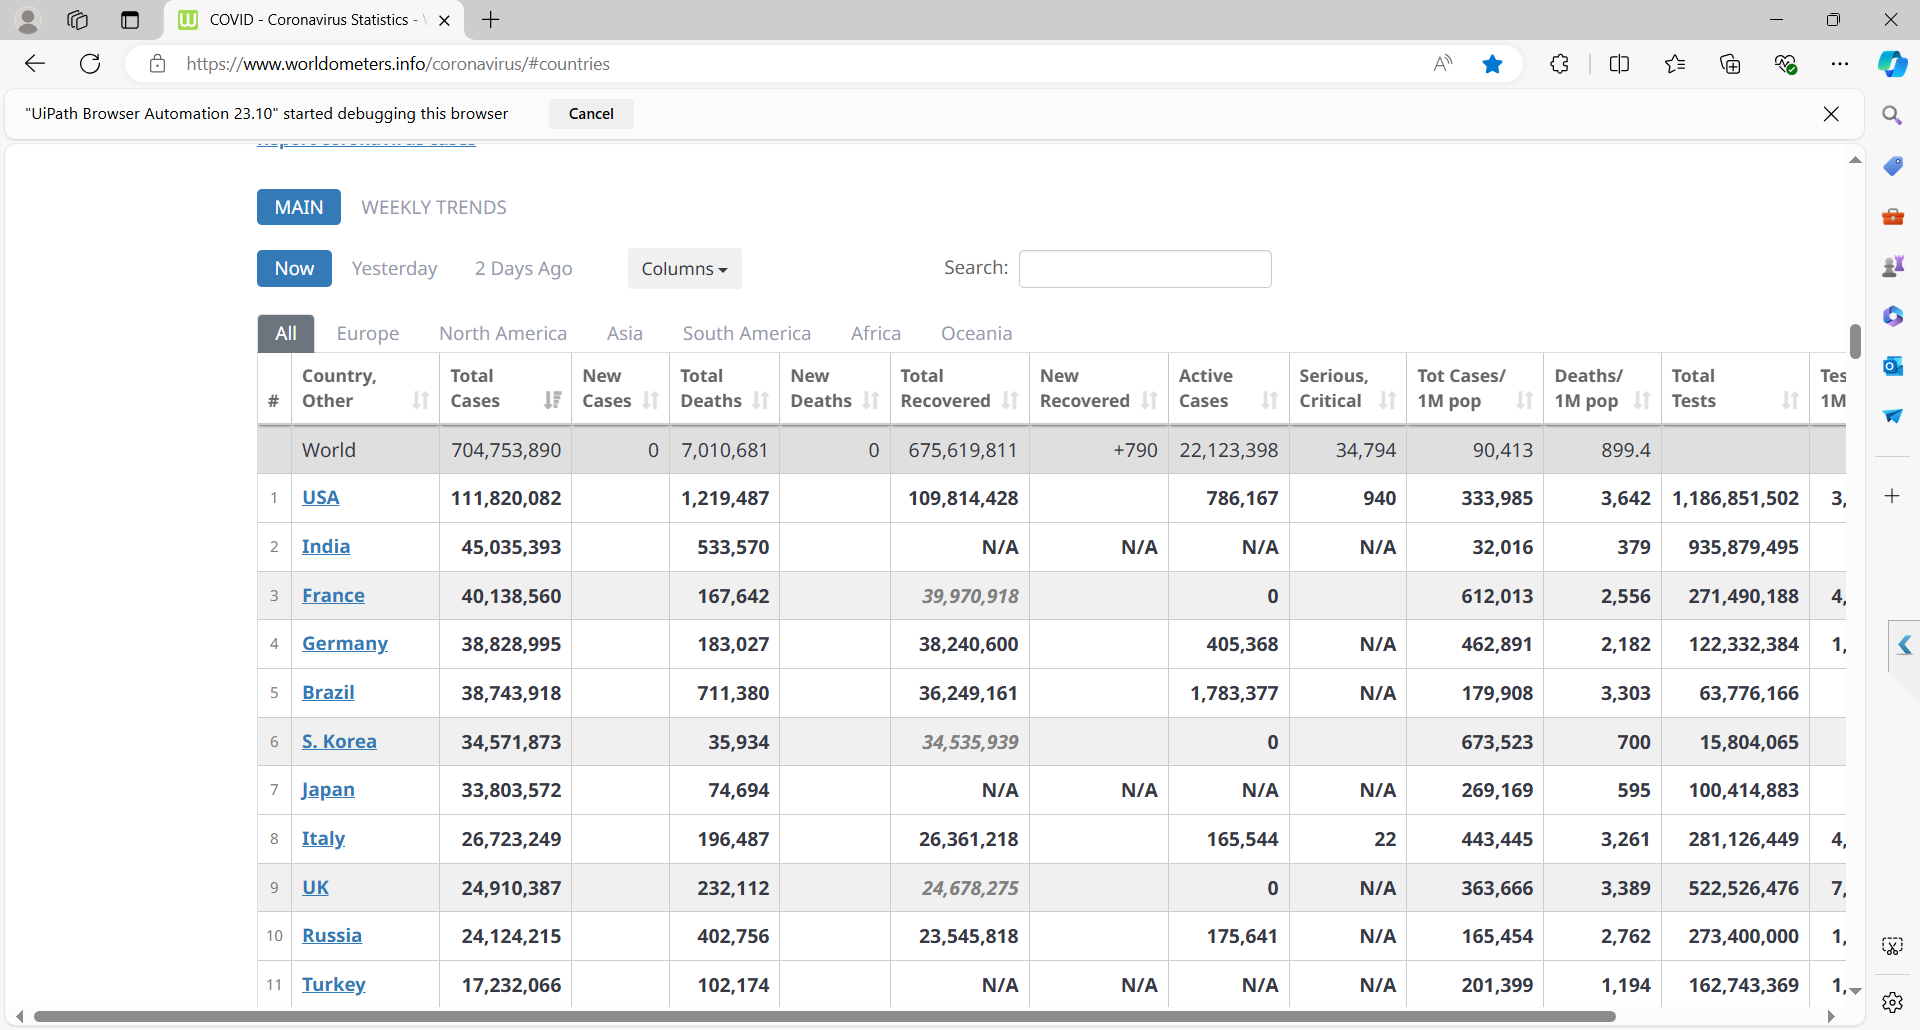 COVID - Coronavirus Statistics -
https://www.worldometers.info/coronavirus/#countries
"UiPath Browser Automation 23.10" started debugging this browser Cancel
MAIN WEEKLY TRENDS
Now Yesterday 2 Days Ago Columns Search:
All Europe North America Asia South America Africa Oceania
# Country, Other Total Cases New Cases Total Deaths New Deaths Total Recovered New Recovered Active Cases Serious, Critical Tot Cases/ 1M pop Deaths/ 1M pop Total Tests Tes 1M
World 704,753,890 0 7,010,681 0 675,619,811 +790 22,123,398 34,794 90,413 899.4
1 USA 111,820,082 1,219,487 109,814,428 786,167 940 333,985 3,642 1,186,851,502 3,
2 India 45,035,393 533,570 N/A N/A N/A N/A 32,016 379 935,879,495
3 France 40,138,560 167,642 39,970,918 0 612,013 2,556 271,490,188 4,
4 Germany 38,828,995 183,027 38,240,600 405,368 N/A 462,891 2,182 122,332,384 1,
5 Brazil 38,743,918 711,380 36,249,161 1,783,377 N/A 179,908 3,303 63,776,166
6 S. Korea 34,571,873 35,934 34,535,939 0 673,523 700 15,804,065
7 Japan 33,803,572 74,694 N/A N/A N/A N/A 269,169 595 100,414,883
8 Italy 26,723,249 196,487 26,361,218 165,544 22 443,445 3,261 281,126,449 4,
9 UK 24,910,387 232,112 24,678,275 0 N/A 363,666 3,389 522,526,476 7,
10 Russia 24,124,215 402,756 23,545,818 175,641 N/A 165,454 2,762 273,400,000 1,
11 Turkey 17,232,066 102,174 N/A N/A N/A N/A 201,399 1,194 162,743,369 1,